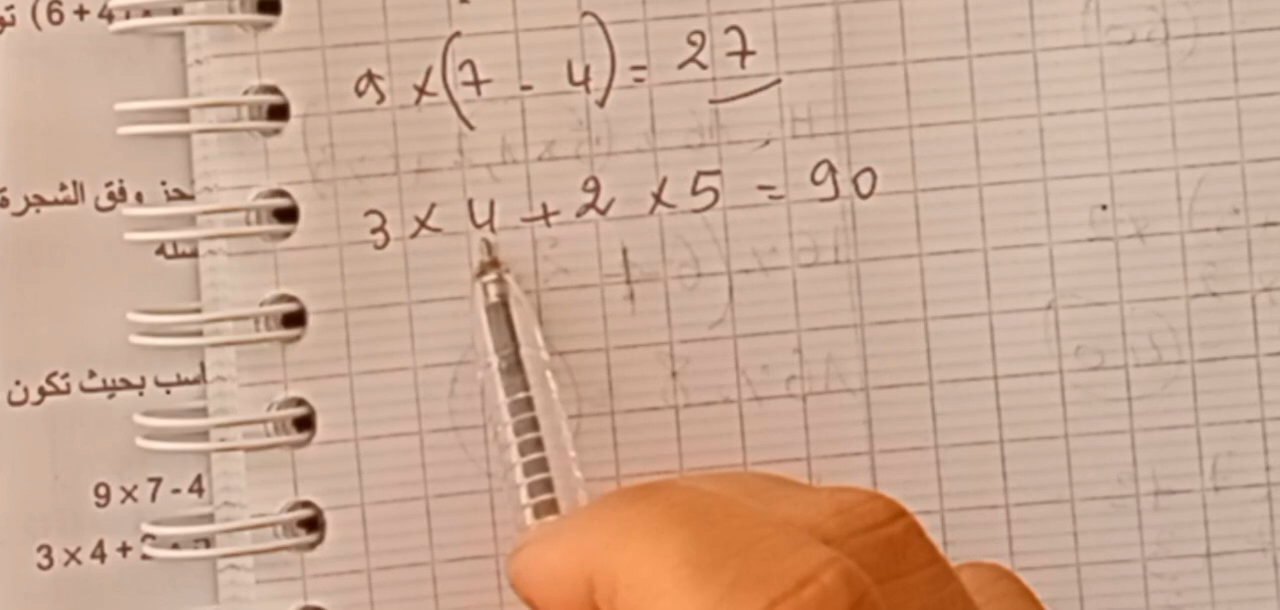 (6+4
9 × (7 - 4) = 27
3 × 4 + 2 × 5 = 90
وفق الشجرة
بحيث تكون
9×7-4
3×4+